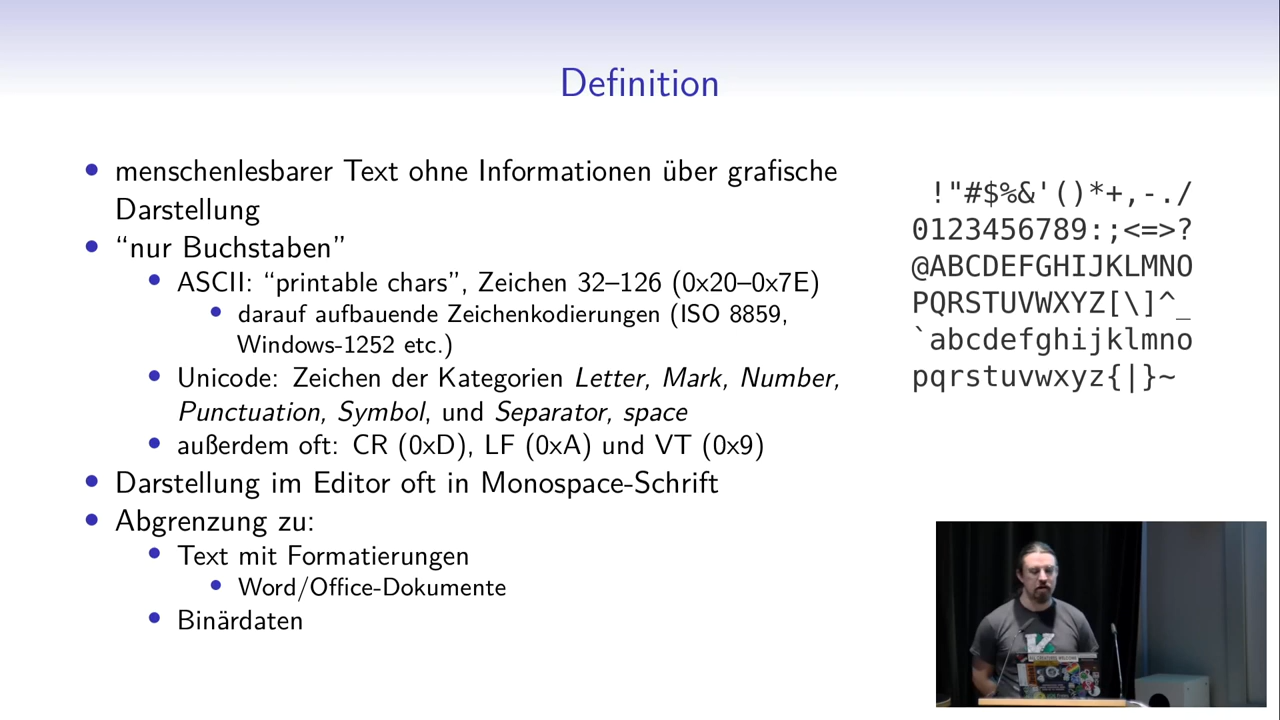 Definition
menschenlesbarer Text ohne Informationen über grafische
Darstellung
“nur Buchstaben”
ASCII: “printable chars”, Zeichen 32–126 (0x20–0x7E)
darauf aufbauende Zeichenkodierungen (ISO 8859,
Windows-1252 etc.)
Unicode: Zeichen der Kategorien Letter, Mark, Number,
Punctuation, Symbol, und Separator, space
außerdem oft: CR (0xD), LF (0xA) und VT (0x9)
Darstellung im Editor oft in Monospace-Schrift
Abgrenzung zu:
Text mit Formatierungen
Word/Office-Dokumente
Binärdaten
!"#$%&'()*+,-./
0123456789:;<=>?
@ABCDEFGHIJKLMNO
PQRSTUVWXYZ[\]^_
`abcdefghijklmno
pqrstuvwxyz{|}~